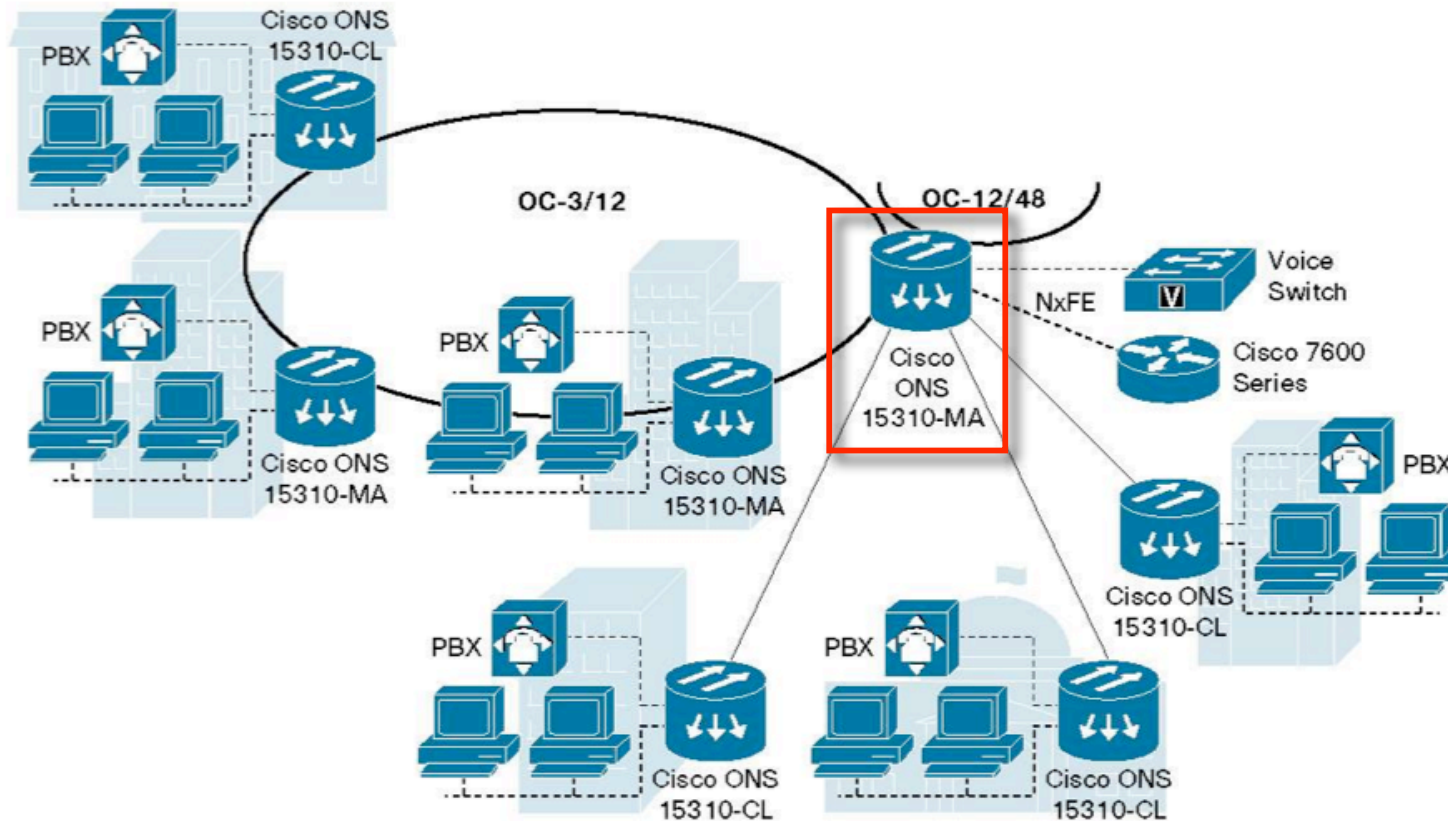 Cisco ONS
15310-CL
PBX
OC-3/12
OC-12/48
Voice
Switch
NxFE
PBX
PBX
Cisco 7600
Series
Cisco
ONS
15310-MA
Cisco ONS
15310-MA
Cisco ONS
15310-MA
PBX
Cisco ONS
15310-CL
PBX
PBX
Cisco ONS
15310-CL
Cisco ONS
15310-CL
V